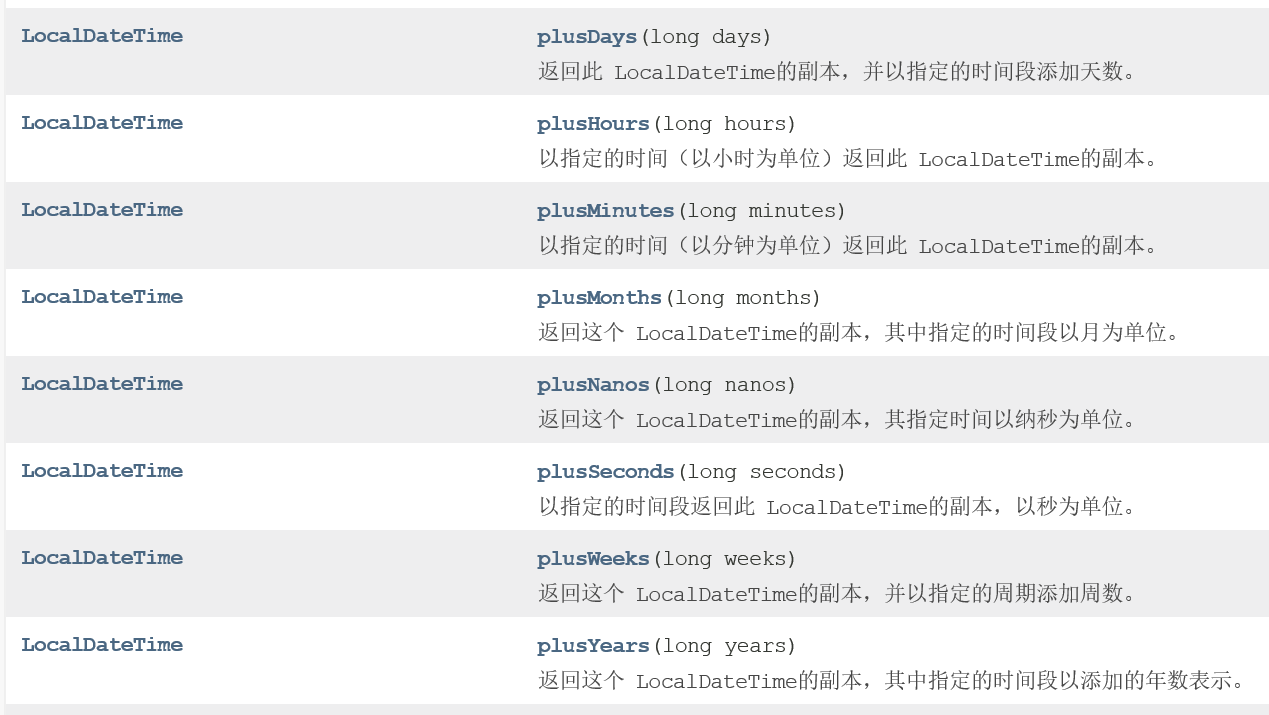 LocalDateTime plusDays(long days)
返回此 LocalDateTime的副本，并以指定的时间段添加天数。
LocalDateTime plusHours(long hours)
以指定的时间（以小时为单位）返回此 LocalDateTime的副本。
LocalDateTime plusMinutes(long minutes)
以指定的时间（以分钟为单位）返回此 LocalDateTime的副本。
LocalDateTime plusMonths(long months)
返回这个 LocalDateTime的副本，其中指定的时间段以月为单位。
LocalDateTime plusNanos(long nanos)
返回这个 LocalDateTime的副本，其指定时间以纳秒为单位。
LocalDateTime plusSeconds(long seconds)
以指定的时间段返回此 LocalDateTime的副本，以秒为单位。
LocalDateTime plusWeeks(long weeks)
返回这个 LocalDateTime的副本，并以指定的周期添加周数。
LocalDateTime plusYears(long years)
返回这个 LocalDateTime的副本，其中指定的时间段以添加的年数表示。